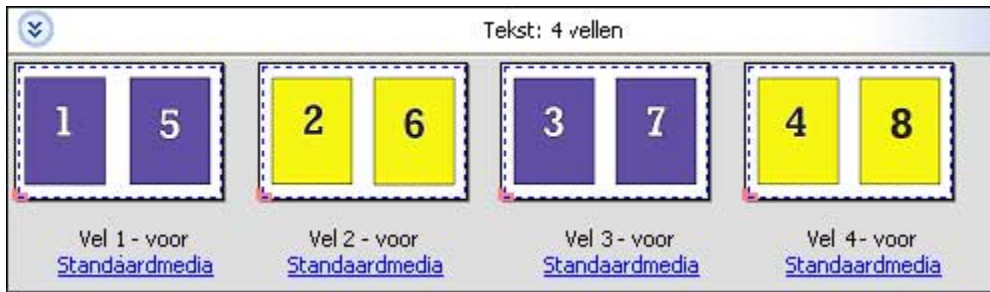 Tekst: 4 vellen
1 5 2 6 3 7 4 8
Vel 1 - voor Vel 2 - voor Vel 3 - voor Vel 4 - voor
Standaardmedia Standaardmedia Standaardmedia Standaardmedia